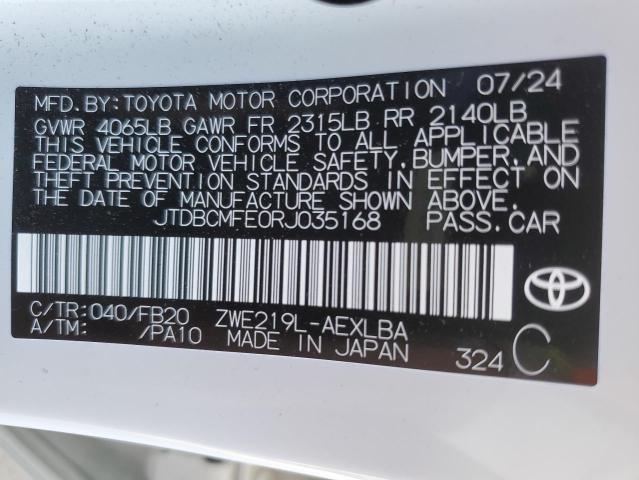 MFD. BY: TOYOTA MOTOR CORPORATION 07/24
GVWR 4065LB GAWR FR 2315LB RR 2140LB
THIS VEHICLE CONFORMS TO ALL APPLICABLE
FEDERAL MOTOR VEHICLE SAFETY, BUMPER, AND
THEFT PREVENTION STANDARDS IN EFFECT ON
THE DATE OF MANUFACTURE SHOWN ABOVE.
JTDBCMFE0RJ035168 PASS. CAR
C/TR: 040/FB20 ZWE219L-AEXLBA
A/TM: /PA10 MADE IN JAPAN 324 C